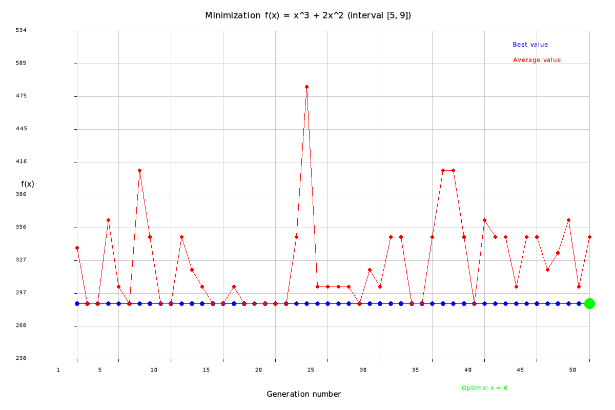 Minimization f(x) = x^3 + 2x^2 (interval [5, 9])
534
Best value
Average value
505
475
445
416
f(x)
386
356
327
297
268
238
1 5 10 15 20 25 30 35 40 45 50
Optimal x = 6
Generation number